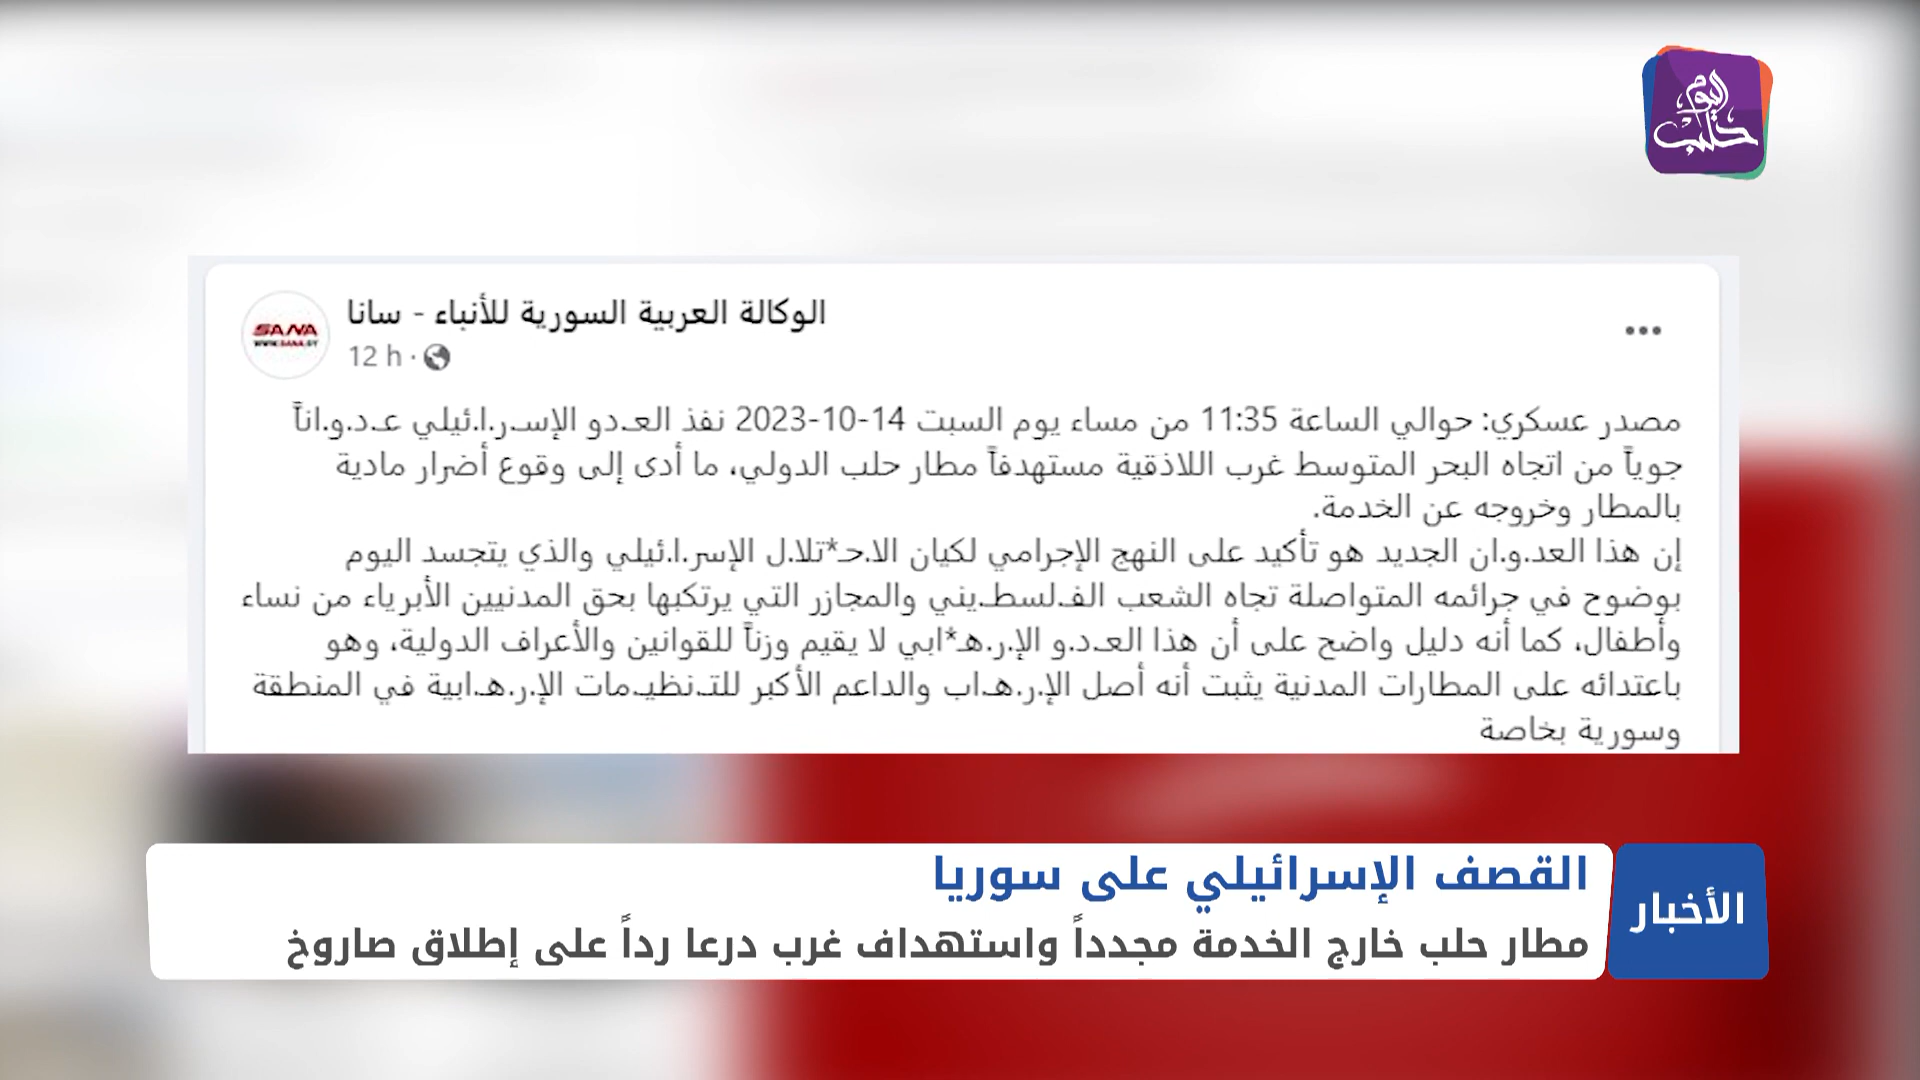 اليوم
حلب
الوكالة العربية السورية للأنباء - سانا
SANA
WWW.SANA.SY
12 h ·
مصدر عسكري: حوالي الساعة 11:35 من مساء يوم السبت 14-10-2023 نفذ العـدو الإسـر.ا.ئيلي عـ.د.و.اناً
جوياً من اتجاه البحر المتوسط غرب اللاذقية مستهدفاً مطار حلب الدولي، ما أدى إلى وقوع أضرار مادية
بالمطار وخروجه عن الخدمة.
إن هذا العد.و.ان الجديد هو تأكيد على النهج الإجرامي لكيان الا.حـ*تلا.ل الإسر.ا.ئيلي والذي يتجسد اليوم
بوضوح في جرائمه المتواصلة تجاه الشعب الفـ.لسطـ.يني والمجازر التي يرتكبها بحق المدنيين الأبرياء من نساء
وأطفال، كما أنه دليل واضح على أن هذا العـ.د.و الإ.ر.هـ*ابي لا يقيم وزناً للقوانين والأعراف الدولية، وهو
باعتدائه على المطارات المدنية يثبت أنه أصل الإ.ر.هـ.اب والداعم الأكبر للتـ.نظيـ.مات الإ.ر.هـ.ابية في المنطقة
وسورية بخاصة
القصف الإسرائيلي على سوريا
الأخبار
مطار حلب خارج الخدمة مجدداً واستهداف غرب درعا رداً على إطلاق صاروخ